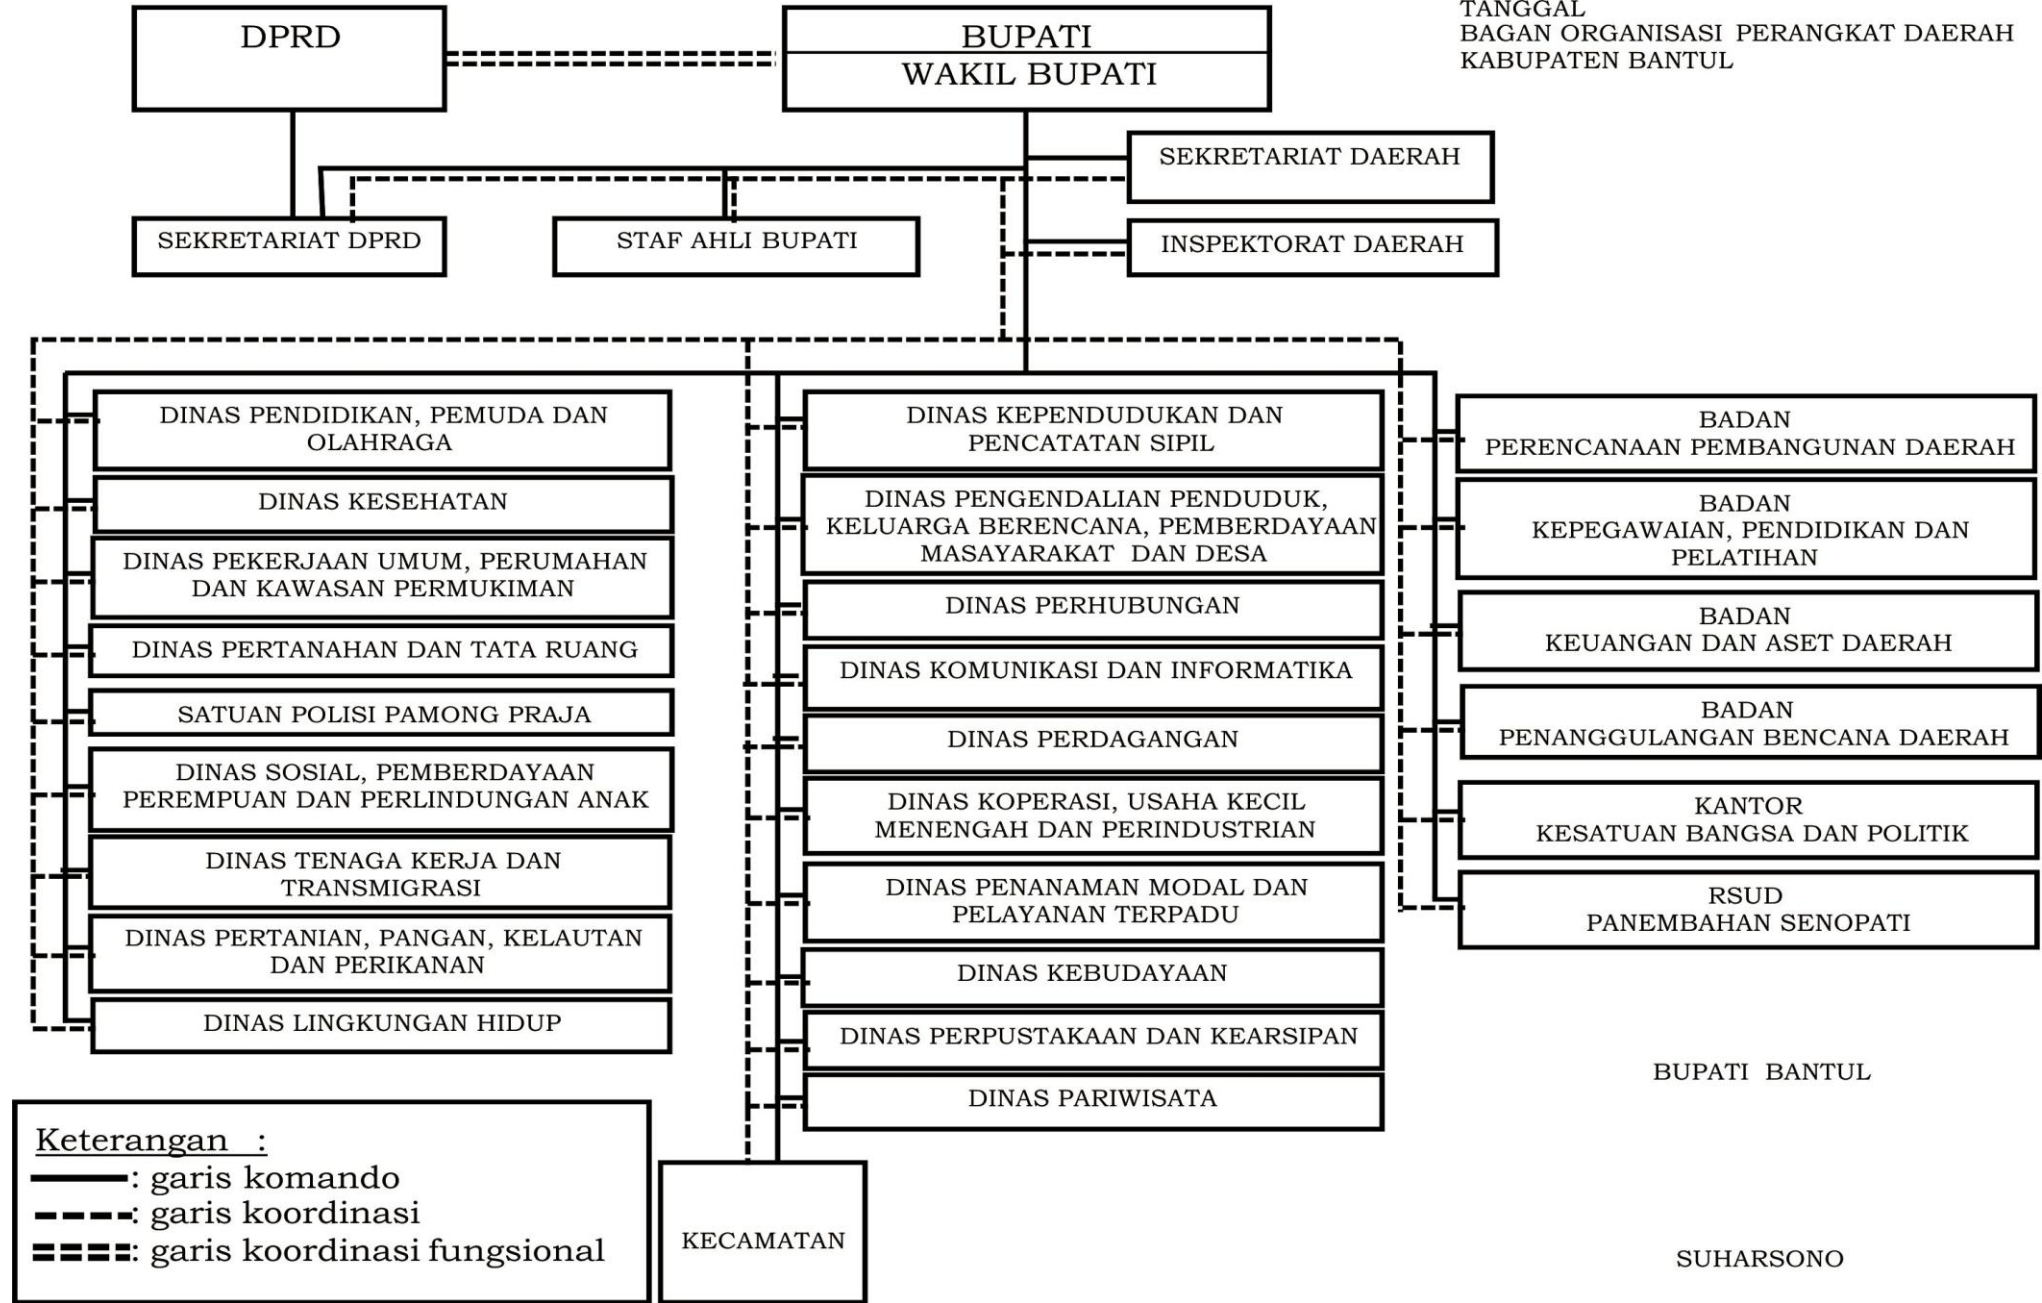 TANGGAL
BAGAN ORGANISASI PERANGKAT DAERAH
KABUPATEN BANTUL
DPRD
BUPATI
WAKIL BUPATI
SEKRETARIAT DAERAH
SEKRETARIAT DPRD
STAF AHLI BUPATI
INSPEKTORAT DAERAH
DINAS PENDIDIKAN, PEMUDA DAN
OLAHRAGA
DINAS KESEHATAN
DINAS PEKERJAAN UMUM, PERUMAHAN
DAN KAWASAN PERMUKIMAN
DINAS PERTANAHAN DAN TATA RUANG
SATUAN POLISI PAMONG PRAJA
DINAS SOSIAL, PEMBERDAYAAN
PEREMPUAN DAN PERLINDUNGAN ANAK
DINAS TENAGA KERJA DAN
TRANSMIGRASI
DINAS PERTANIAN, PANGAN, KELAUTAN
DAN PERIKANAN
DINAS LINGKUNGAN HIDUP
DINAS KEPENDUDUKAN DAN
PENCATATAN SIPIL
DINAS PENGENDALIAN PENDUDUK,
KELUARGA BERENCANA, PEMBERDAYAAN
MASAYARAKAT DAN DESA
DINAS PERHUBUNGAN
DINAS KOMUNIKASI DAN INFORMATIKA
DINAS PERDAGANGAN
DINAS KOPERASI, USAHA KECIL
MENENGAH DAN PERINDUSTRIAN
DINAS PENANAMAN MODAL DAN
PELAYANAN TERPADU
DINAS KEBUDAYAAN
DINAS PERPUSTAKAAN DAN KEARSIPAN
DINAS PARIWISATA
KECAMATAN
BADAN
PERENCANAAN PEMBANGUNAN DAERAH
BADAN
KEPEGAWAIAN, PENDIDIKAN DAN
PELATIHAN
BADAN
KEUANGAN DAN ASET DAERAH
BADAN
PENANGGULANGAN BENCANA DAERAH
KANTOR
KESATUAN BANGSA DAN POLITIK
RSUD
PANEMBAHAN SENOPATI
BUPATI BANTUL
SUHARSONO
Keterangan :
: garis komando
: garis koordinasi
: garis koordinasi fungsional